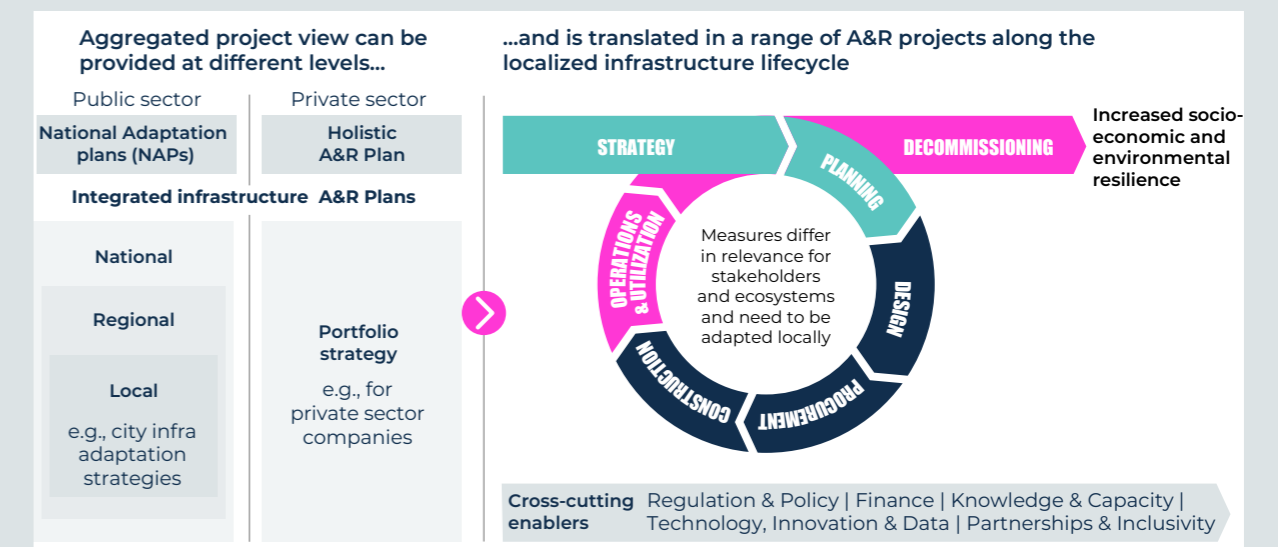 Aggregated project view can be
provided at different levels...
Public sector
Private sector
National Adaptation
plans (NAPs)
Holistic
A&R Plan
Integrated infrastructure A&R Plans
National
Regional
Local
e.g., city infra
adaptation
strategies
Portfolio
strategy
e.g., for
private sector
companies
...and is translated in a range of A&R projects along the
localized infrastructure lifecycle
STRATEGY
PLANNING
DESIGN
PROCUREMENT
CONSTRUCTION
OPERATIONS
& UTILIZATION
DECOMMISSIONING
Increased socio-
economic and
environmental
resilience
Measures differ
in relevance for
stakeholders
and ecosystems
and need to be
adapted locally
Cross-cutting
enablers
Regulation & Policy | Finance | Knowledge & Capacity |
Technology, Innovation & Data | Partnerships & Inclusivity